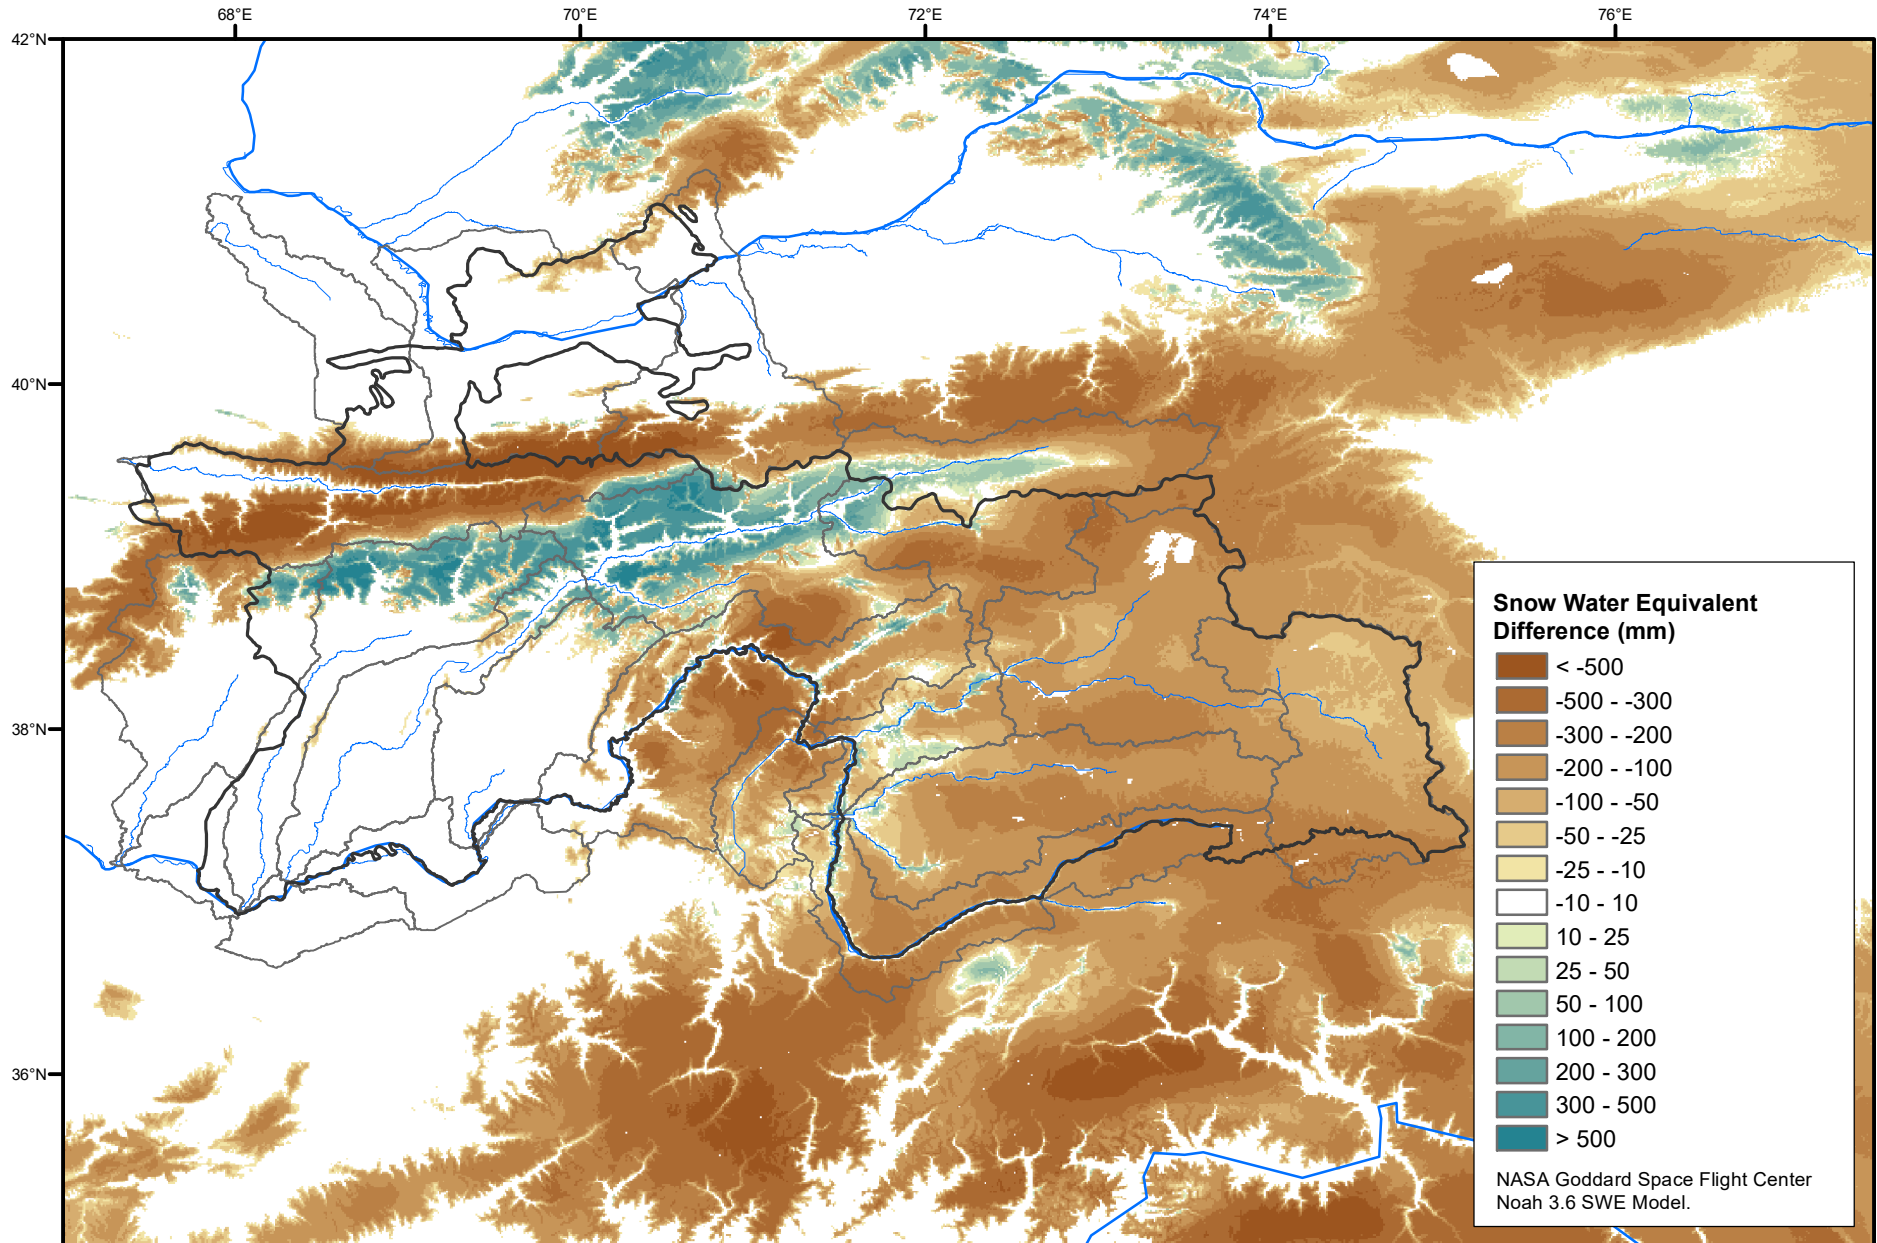 68°E
70°E
72°E
74°E
76°E
42°N
40°N
38°N
36°N
Snow Water Equivalent
Difference (mm)
< -500
-500 - -300
-300 - -200
-200 - -100
-100 - -50
-50 - -25
-25 - -10
-10 - 10
10 - 25
25 - 50
50 - 100
100 - 200
200 - 300
300 - 500
> 500
NASA Goddard Space Flight Center
Noah 3.6 SWE Model.